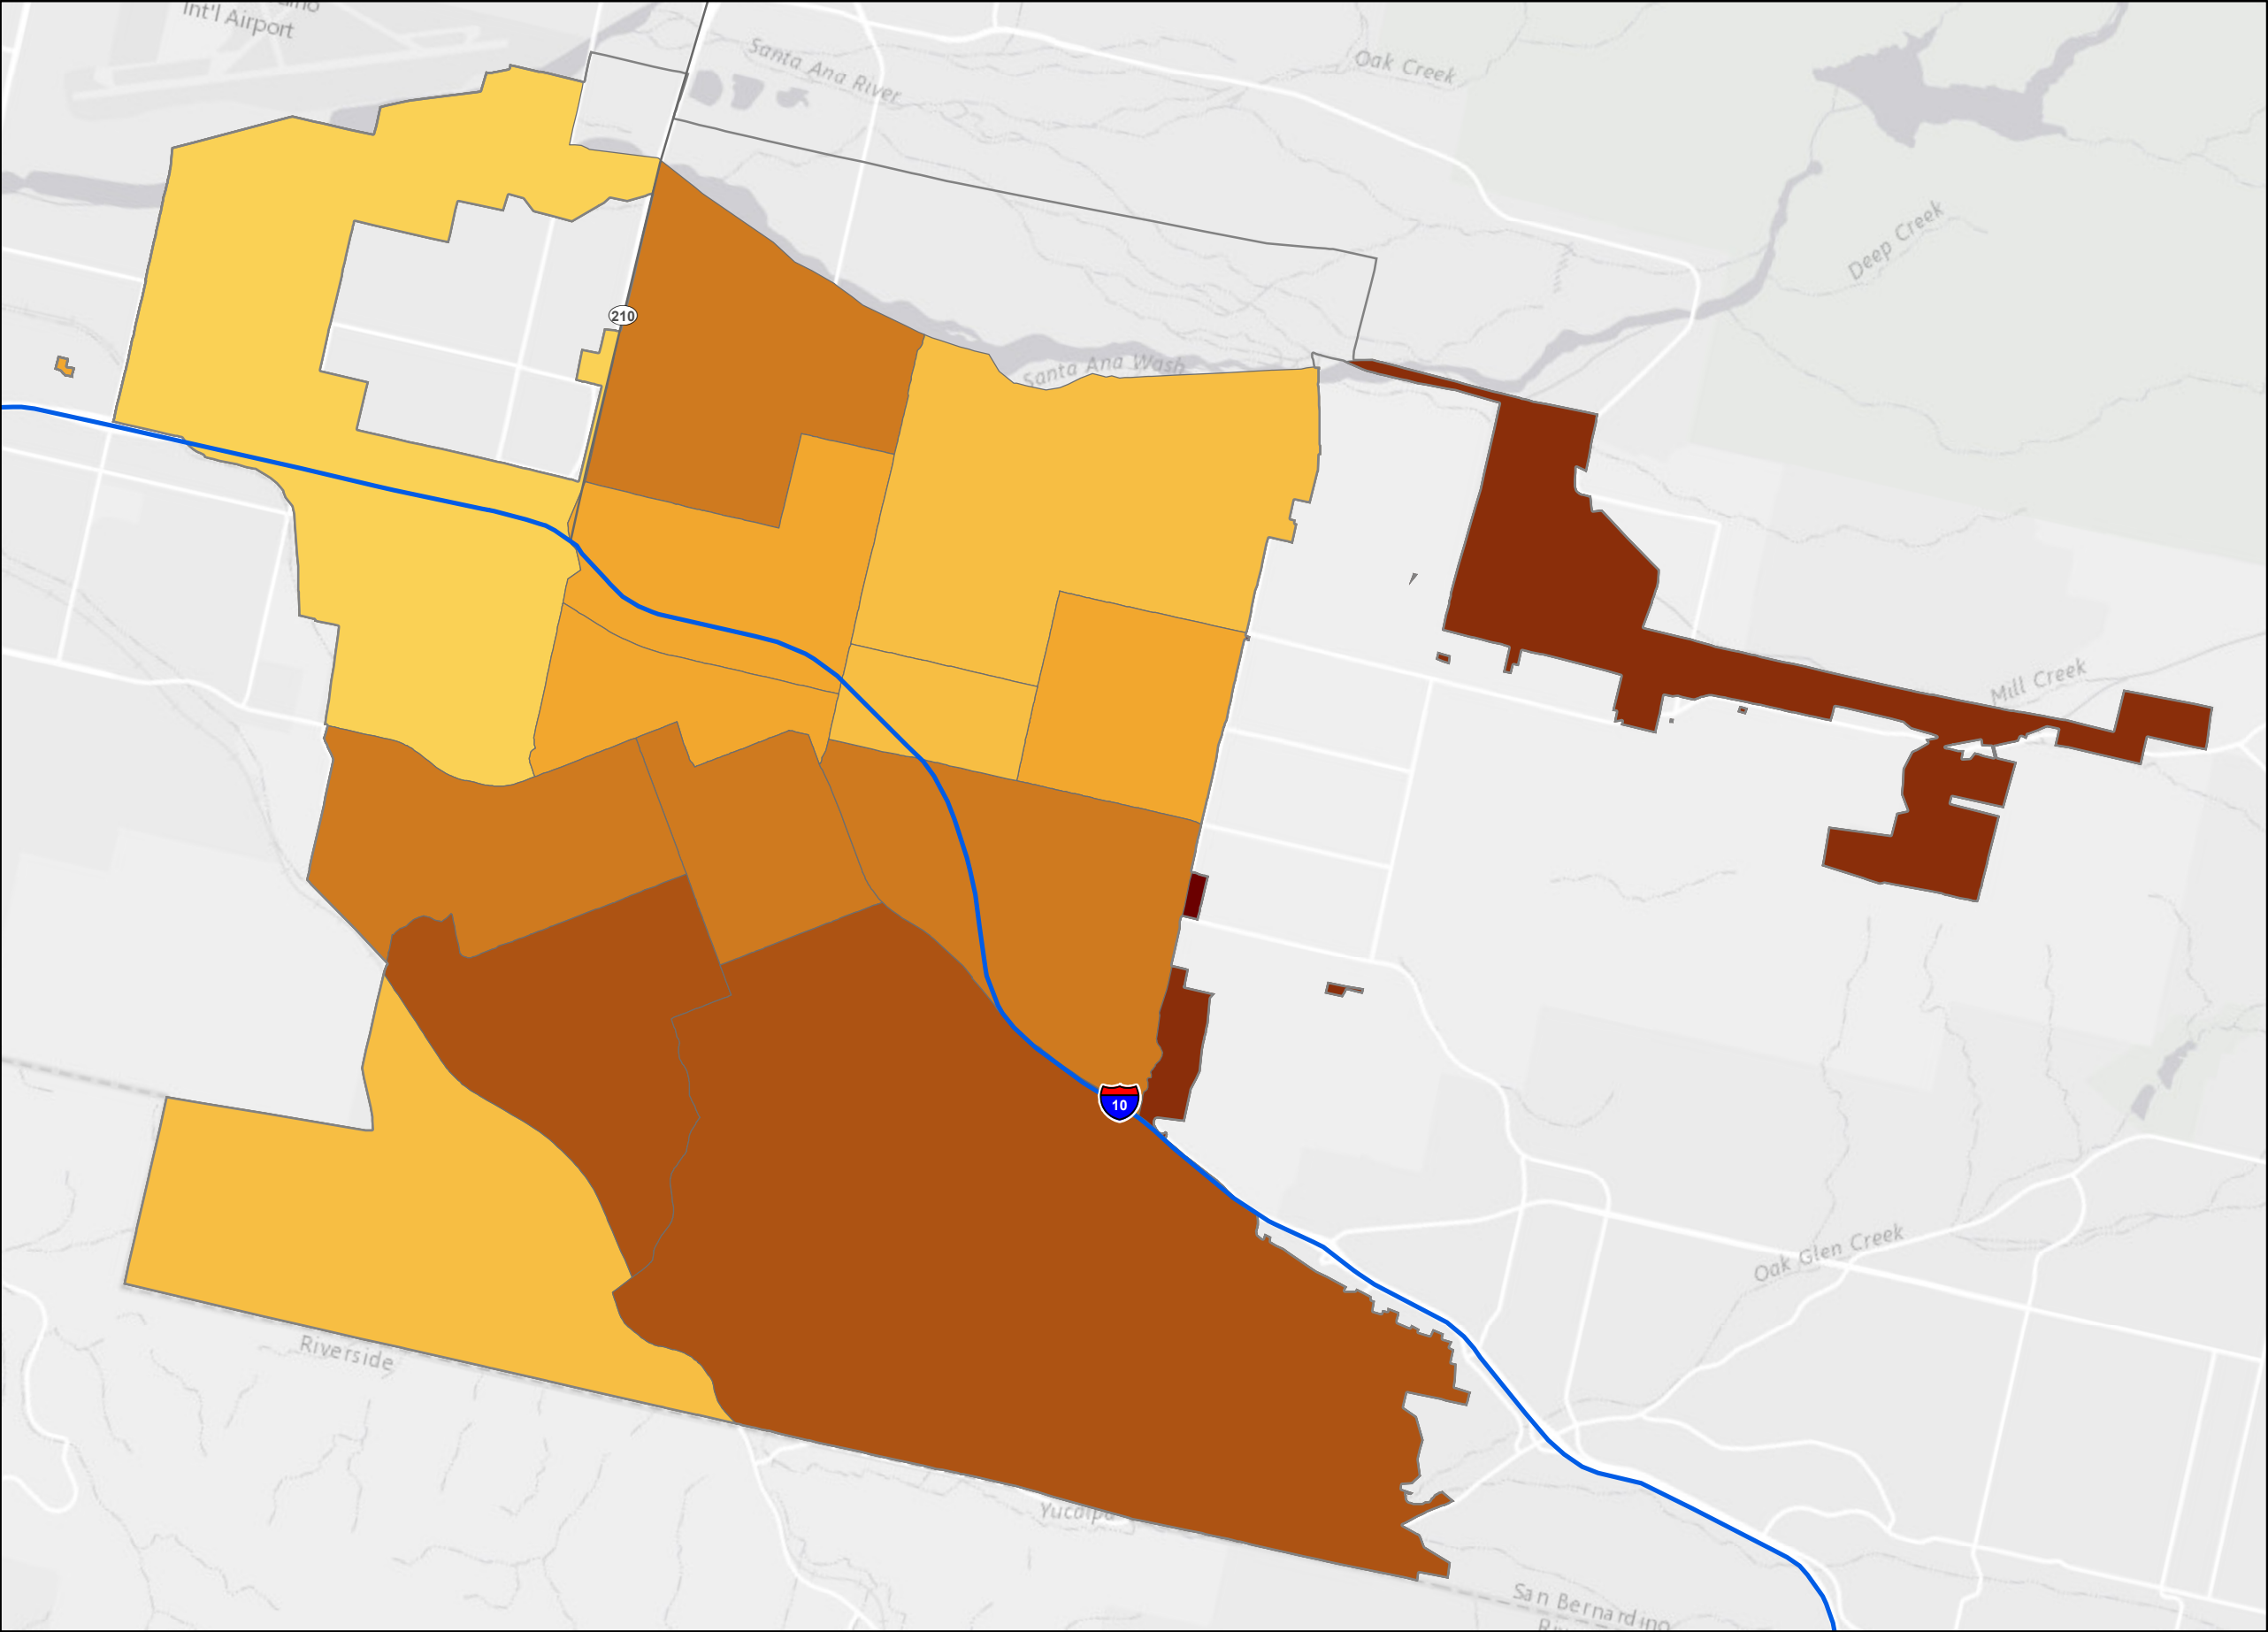 Int'l Airport
Santa Ana River
Oak Creek
Deep Creek
210
Santa Ana Wash
Mill Creek
10
Oak Glen Creek
Riverside
Yucaipa
San Bernardino